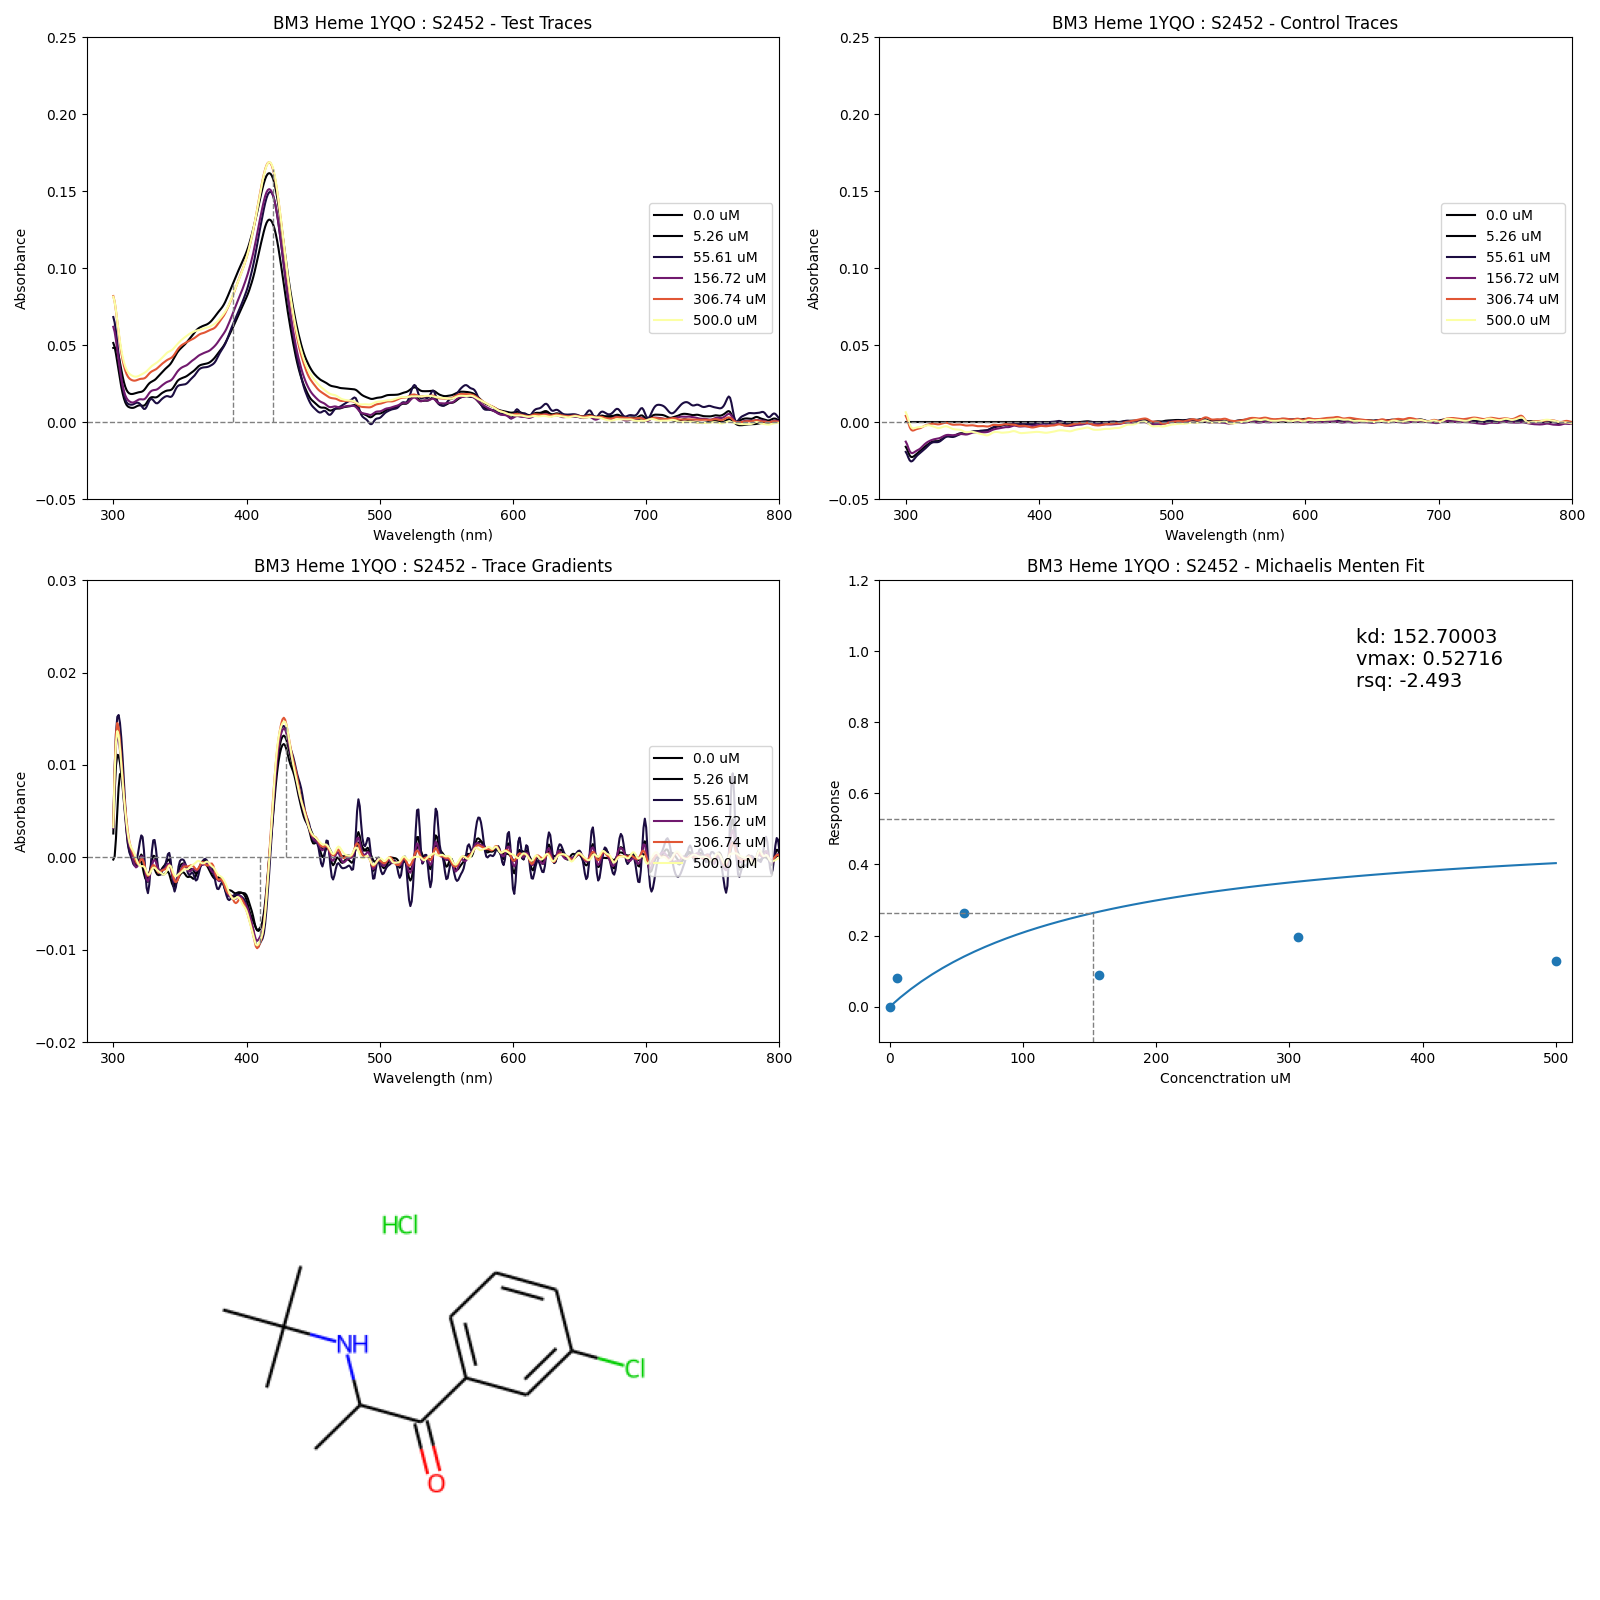 BM3 Heme 1YQO : S2452 - Test Traces
0.25
0.20
0.15
0.10
0.05
0.00
−0.05
Absorbance
300 400 500 600 700 800
Wavelength (nm)
0.0 uM
5.26 uM
55.61 uM
156.72 uM
306.74 uM
500.0 uM
BM3 Heme 1YQO : S2452 - Control Traces
0.25
0.20
0.15
0.10
0.05
0.00
−0.05
Absorbance
300 400 500 600 700 800
Wavelength (nm)
0.0 uM
5.26 uM
55.61 uM
156.72 uM
306.74 uM
500.0 uM
BM3 Heme 1YQO : S2452 - Trace Gradients
0.03
0.02
0.01
0.00
−0.01
−0.02
Absorbance
300 400 500 600 700 800
Wavelength (nm)
0.0 uM
5.26 uM
55.61 uM
156.72 uM
306.74 uM
500.0 uM
BM3 Heme 1YQO : S2452 - Michaelis Menten Fit
1.2
1.0
0.8
0.6
0.4
0.2
0.0
Response
0 100 200 300 400 500
Concenctration uM
kd: 152.70003
vmax: 0.52716
rsq: -2.493
HCl
NH
Cl
O